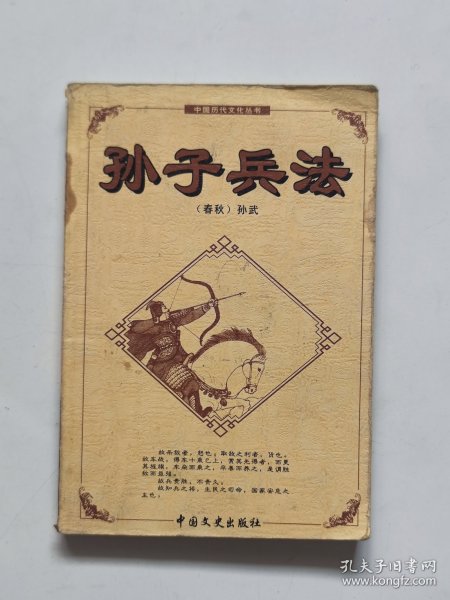 中国历代文化丛书
孙子兵法
（春秋）孙武
故杀敌者，怒也；取敌之利者，货也。
故车战，得车十乘已上，赏其先得者，而更
其旌旗，车杂而乘之，卒善而养之，是谓胜
敌而益强。
故兵贵胜，不贵久。
故知兵之将，生民之司命，国家安危之
主也；
中国文史出版社
孔夫子旧书网
www.kongfz.com